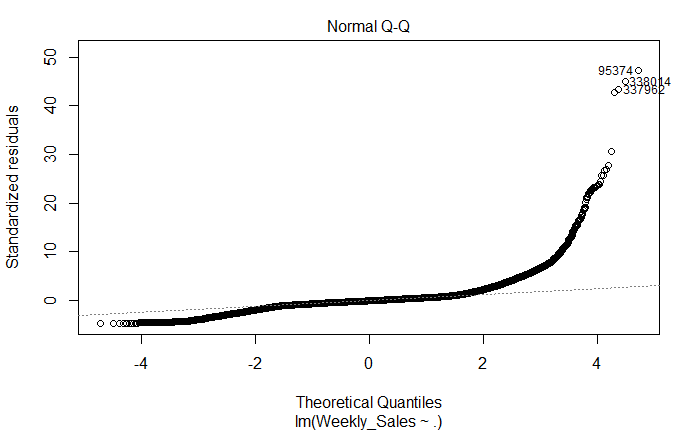 Normal Q-Q
Standardized residuals
50
40
30
20
10
0
95374
338014
337962
-4 -2 0 2 4
Theoretical Quantiles
lm(Weekly_Sales ~ .)